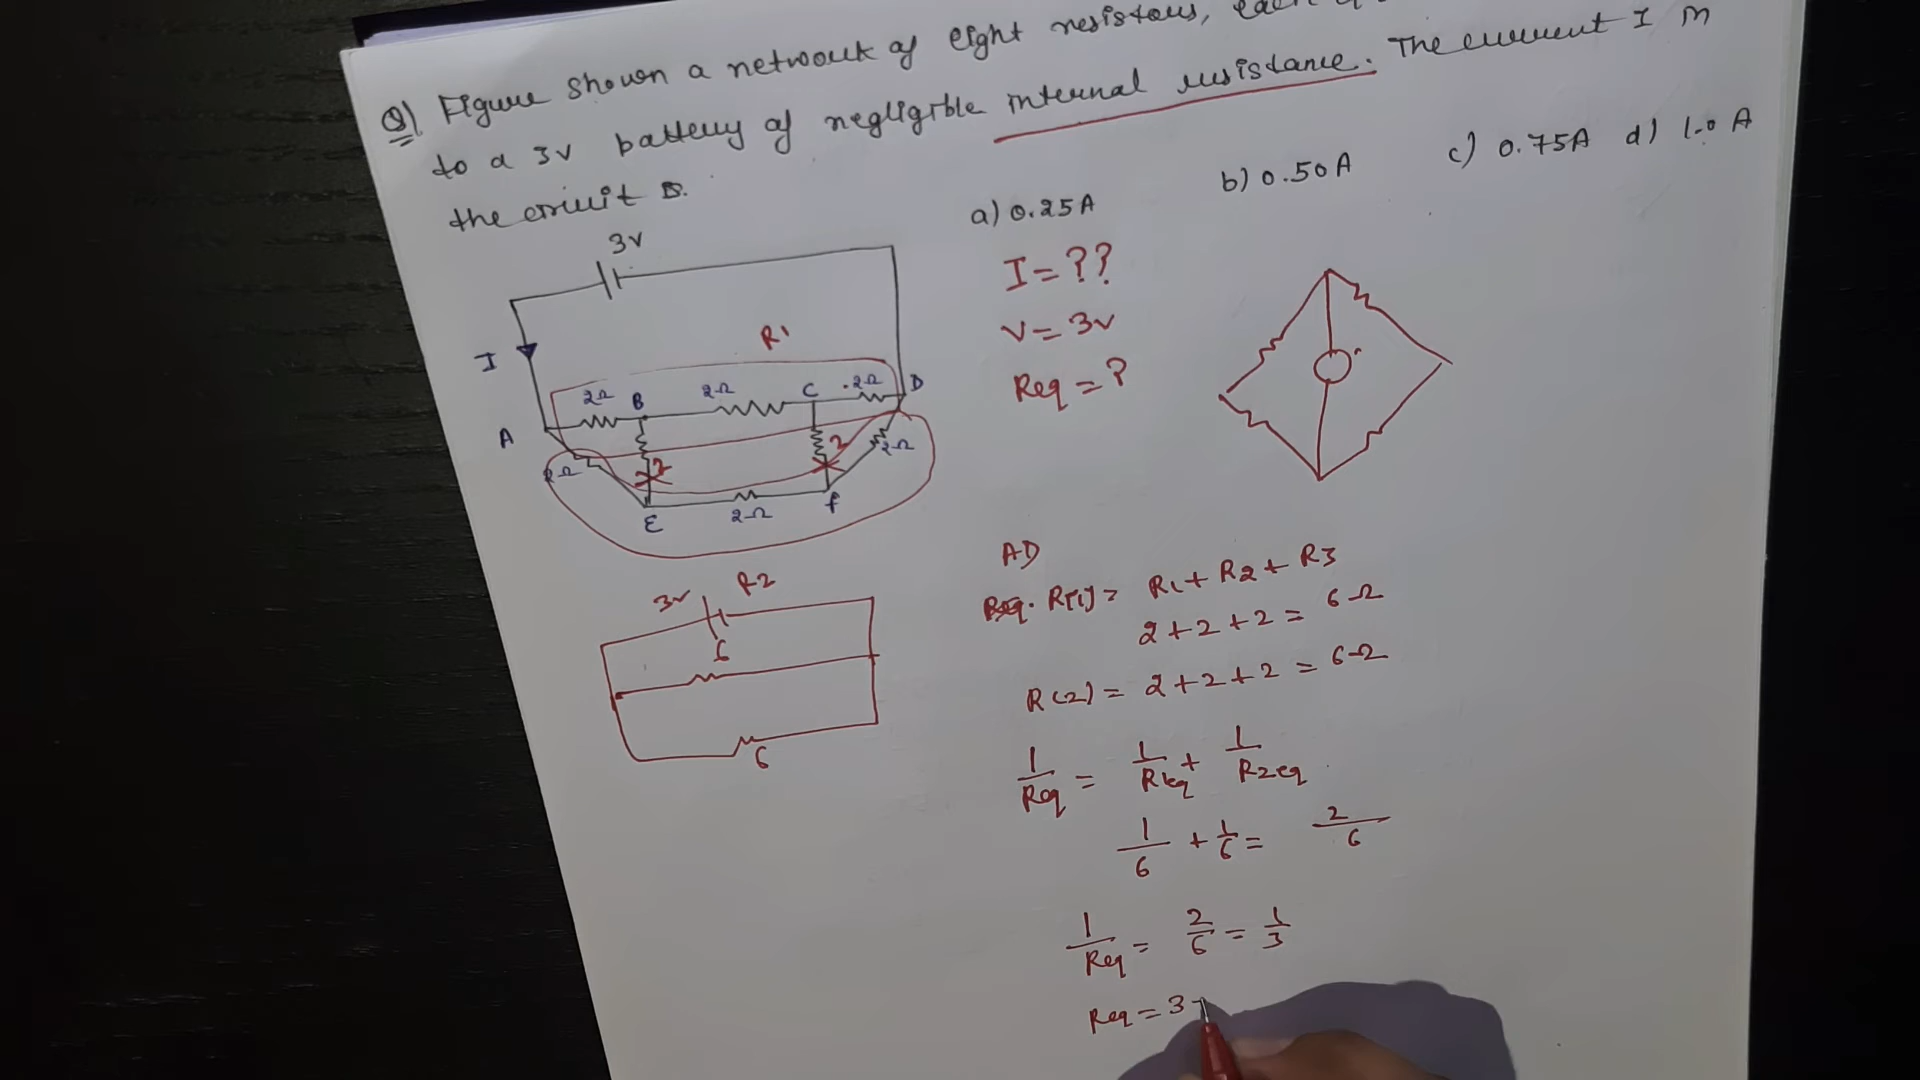 Q) Figure shown a network of eight resistors, each
to a 3V battery of negligible internal resistance. The current I in
the circuit is.
a) 0.25A
b) 0.50A
c) 0.75A
d) 1.0 A
3V
I
I = ??
V = 3V
Req = ?
R1
A
2Ω
B
2Ω
C
2Ω
D
2Ω
2
2
2Ω
E
2Ω
F
R2
3V
6
6
AD
R(1) = R1 + R2 + R3
2+2+2 = 6Ω
R(2) = 2+2+2 = 6Ω
1/Req = 1/R1eq + 1/R2eq
1/6 + 1/6 = 2/6
1/Req = 2/6 = 1/3
Req = 3